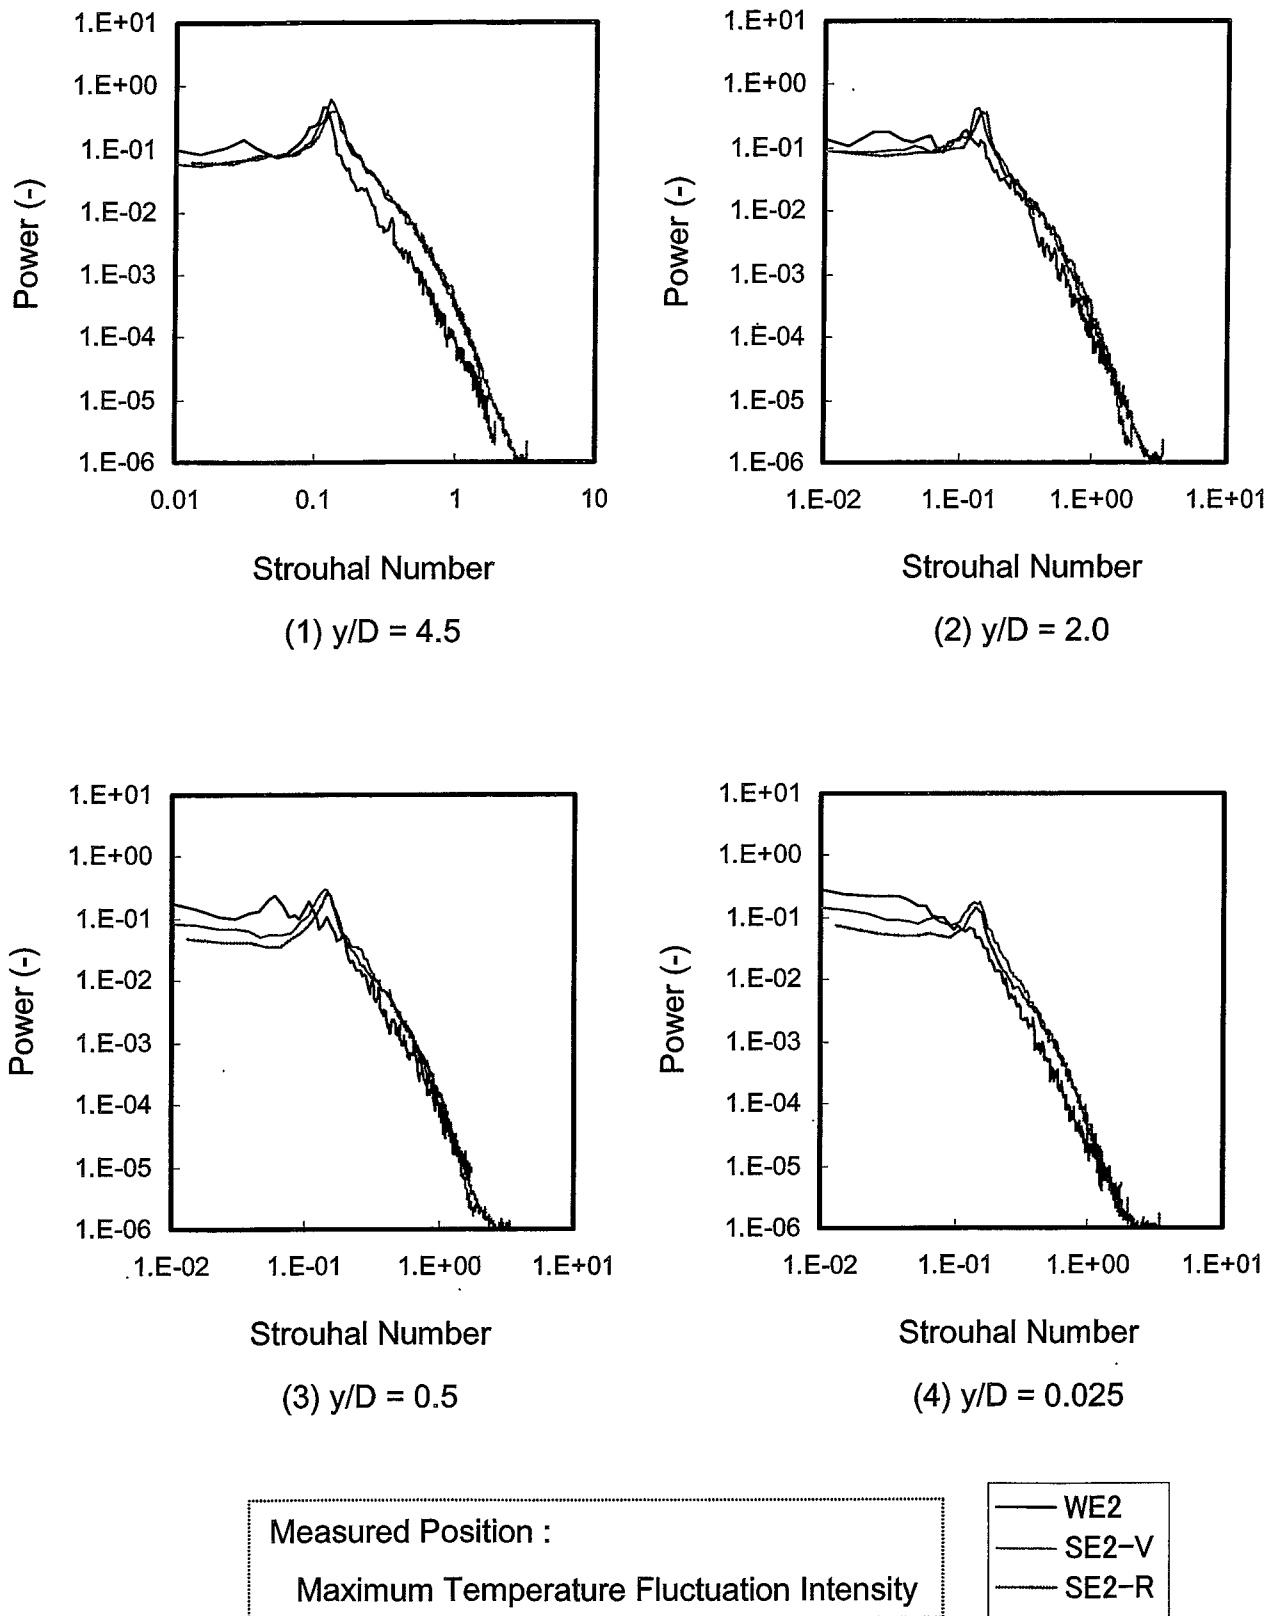 1.E+01
1.E+00
1.E-01
1.E-02
1.E-03
1.E-04
1.E-05
1.E-06
Power (-)
0.01 0.1 1 10
Strouhal Number
(1) y/D = 4.5
1.E+01
1.E+00
1.E-01
1.E-02
1.E-03
1.E-04
1.E-05
1.E-06
Power (-)
1.E-02 1.E-01 1.E+00 1.E+01
Strouhal Number
(2) y/D = 2.0
1.E+01
1.E+00
1.E-01
1.E-02
1.E-03
1.E-04
1.E-05
1.E-06
Power (-)
1.E-02 1.E-01 1.E+00 1.E+01
Strouhal Number
(3) y/D = 0.5
1.E+01
1.E+00
1.E-01
1.E-02
1.E-03
1.E-04
1.E-05
1.E-06
Power (-)
1.E-02 1.E-01 1.E+00 1.E+01
Strouhal Number
(4) y/D = 0.025
Measured Position :
Maximum Temperature Fluctuation Intensity
WE2
SE2-V
SE2-R